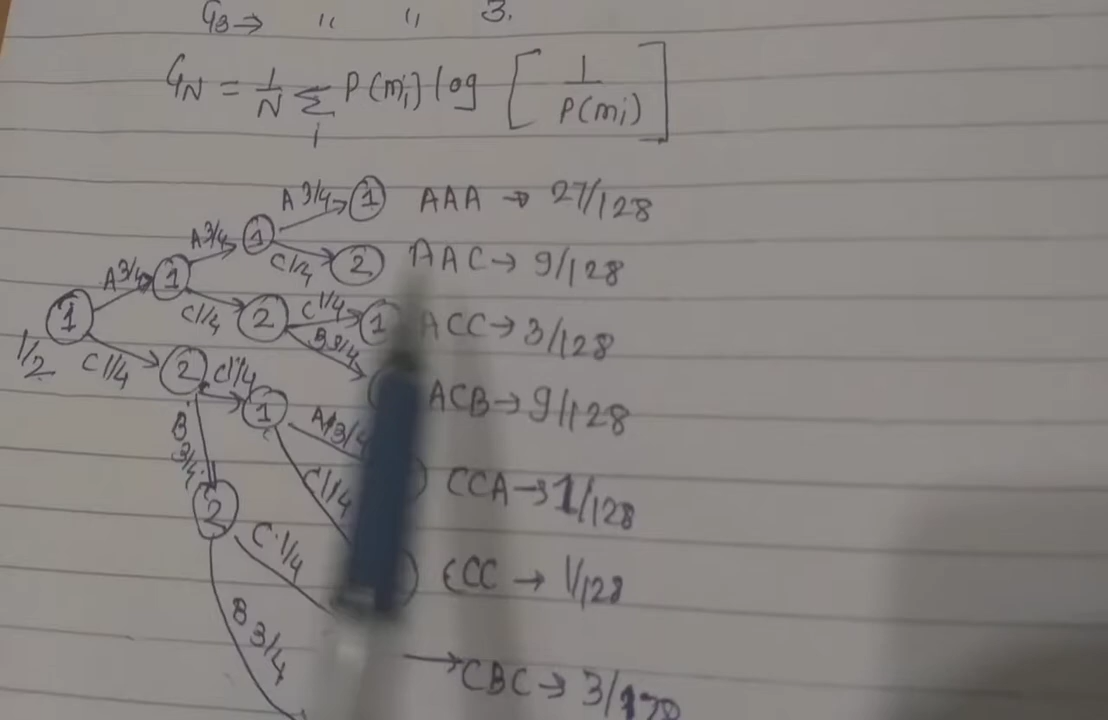 G3 → " " 3.
GN = 1/N Σi P(mi) log [1/P(mi)]
A 3/4 1 AAA → 27/128
A 3/4 1
C 1/4 2 AAC → 9/128
A 3/4 1
C 1/4 2 C 1/4 1 ACC → 3/128
1
1/2
B 3/4
C 1/4 2 C 1/4 1 ACB → 9/128
A 3/4
B 3/4
C 1/4 CCA → 1/128
2
C 1/4 CCC → 1/128
B 3/4
→ CBC → 3/128